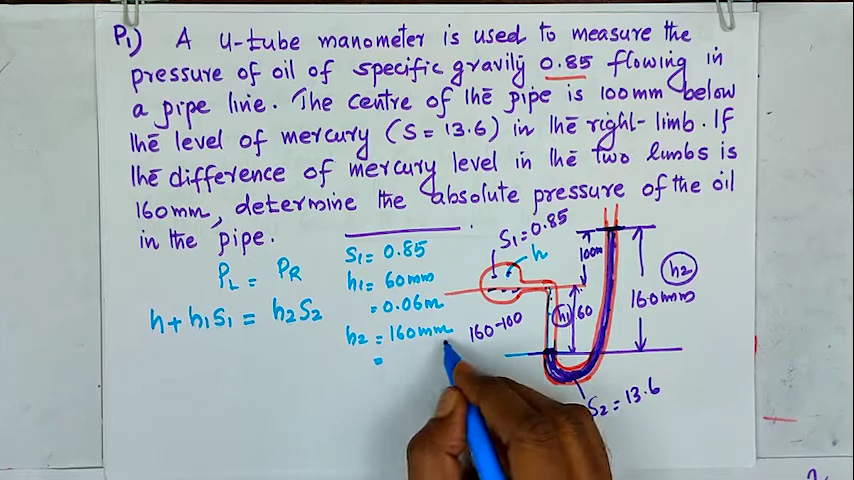 P1) A U-tube manometer is used to measure the
pressure of oil of specific gravity 0.85 flowing in
a pipe line. The centre of the pipe is 100mm below
the level of mercury (S = 13.6) in the right-limb. If
the difference of mercury level in the two limbs is
160mm, determine the absolute pressure of the oil
in the pipe.
PL = PR
h + h1S1 = h2S2
S1 = 0.85
h1 = 60mm
= 0.06m
h2 = 160mm
=
S1 = 0.85
h
100m
h2
160mm
h1
60
160-100
S2 = 13.6